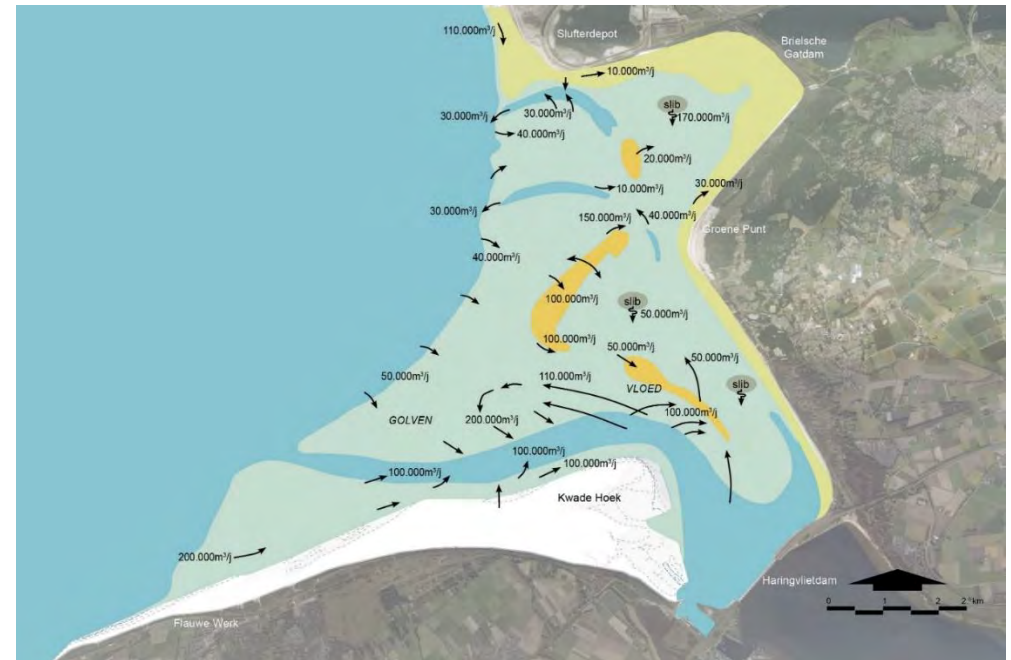 110.000m³/j
Slufterdepot
Brielsche
Gatdam
10.000m³/j
slib
170.000m³/j
30.000m³/j
30.000m³/j
40.000m³/j
20.000m³/j
10.000m³/j
30.000m³/j
30.000m³/j
150.000m³/j
40.000m³/j
Groene Punt
40.000m³/j
100.000m³/j
slib
50.000m³/j
100.000m³/j
50.000m³/j
50.000m³/j
50.000m³/j
110.000m³/j
VLOED
slib
GOLVEN
200.000m³/j
100.000m³/j
100.000m³/j
100.000m³/j
100.000m³/j
Kwade Hoek
200.000m³/j
Haringvlietdam
0 1 2 2. km
Flauwe Werk